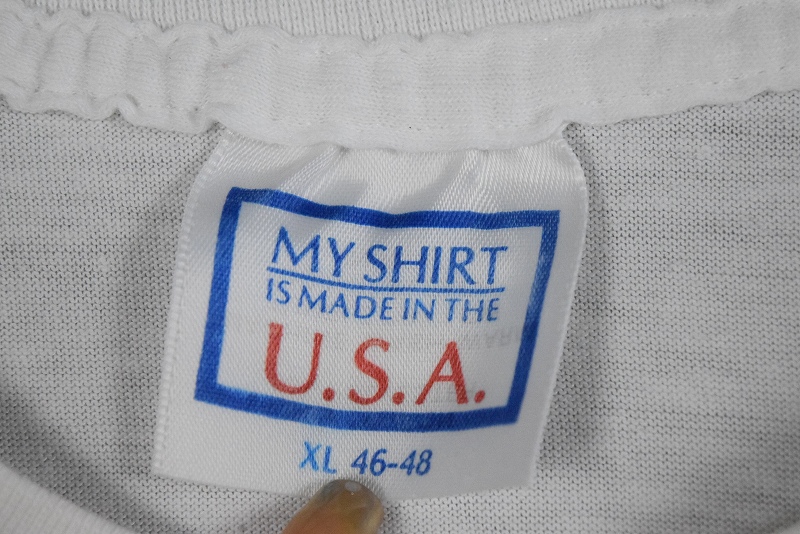 MY SHIRT
IS MADE IN THE
U.S.A.
XL 46-48